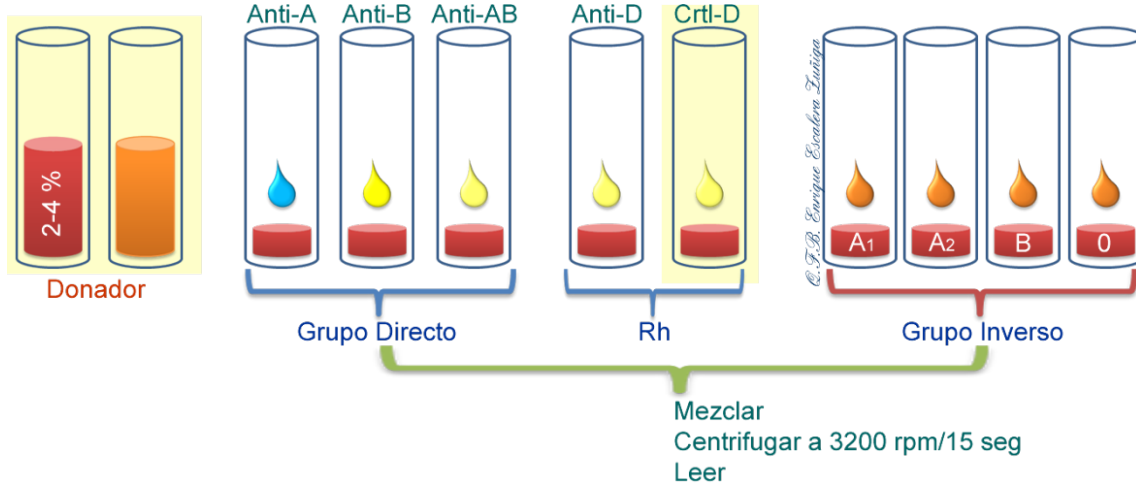 Anti-A Anti-B Anti-AB Anti-D Crtl-D
2-4 %
Donador
Q.F.B. Enrique Escalera Zuñiga
A1 A2 B 0
Grupo Directo Rh Grupo Inverso
Mezclar
Centrifugar a 3200 rpm/15 seg
Leer